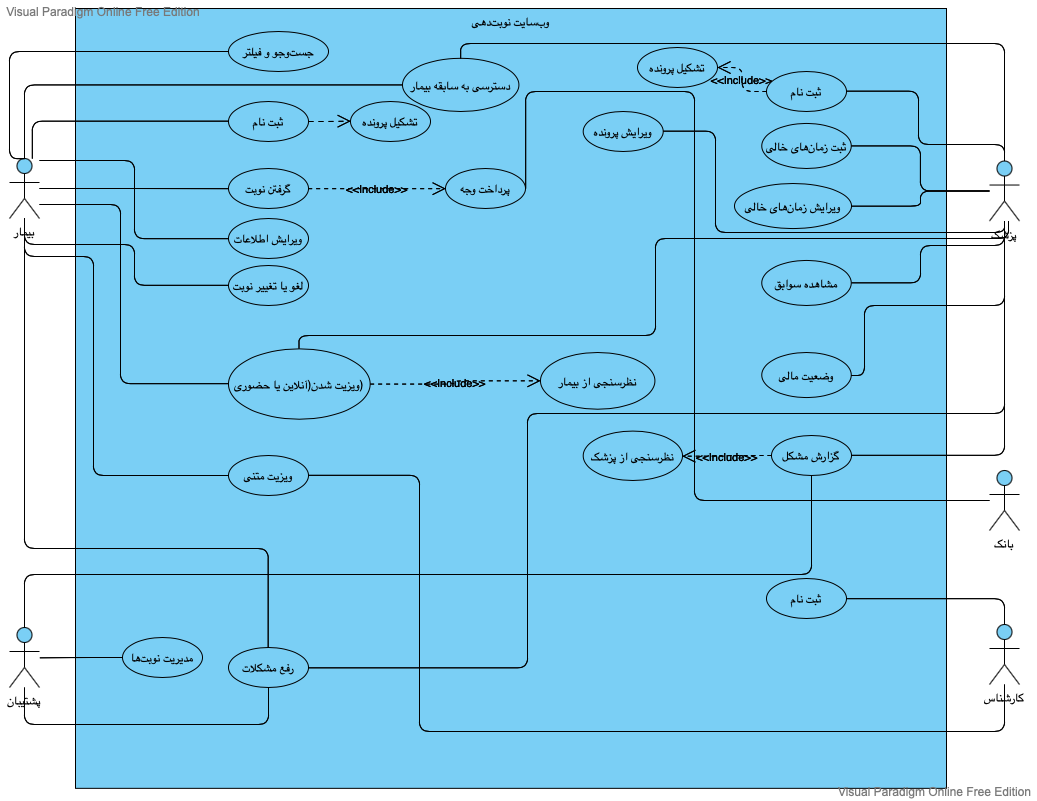 Visual Paradigm Online Free Edition
وب‌سایت نوبت‌دهی
جست‌وجو و فیلتر
تشکیل پرونده
<<Include>>
دسترسی به سابقه بیمار
ثبت نام
ثبت نام
تشکیل پرونده
ویرایش پرونده
ثبت زمان‌های خالی
گرفتن نوبت
<<Include>>
پرداخت وجه
ویرایش زمان‌های خالی
بیمار
پزشک
ویرایش اطلاعات
لغو یا تغییر نوبت
مشاهده سوابق
ویزیت شدن(آنلاین یا حضوری)
<<Include>>
نظرسنجی از بیمار
وضعیت مالی
نظرسنجی از پزشک
<<Include>>
گزارش مشکل
ویزیت متنی
بانک
ثبت نام
مدیریت نوبت‌ها
رفع مشکلات
پشتیبان
کارشناس
Visual Paradigm Online Free Edition